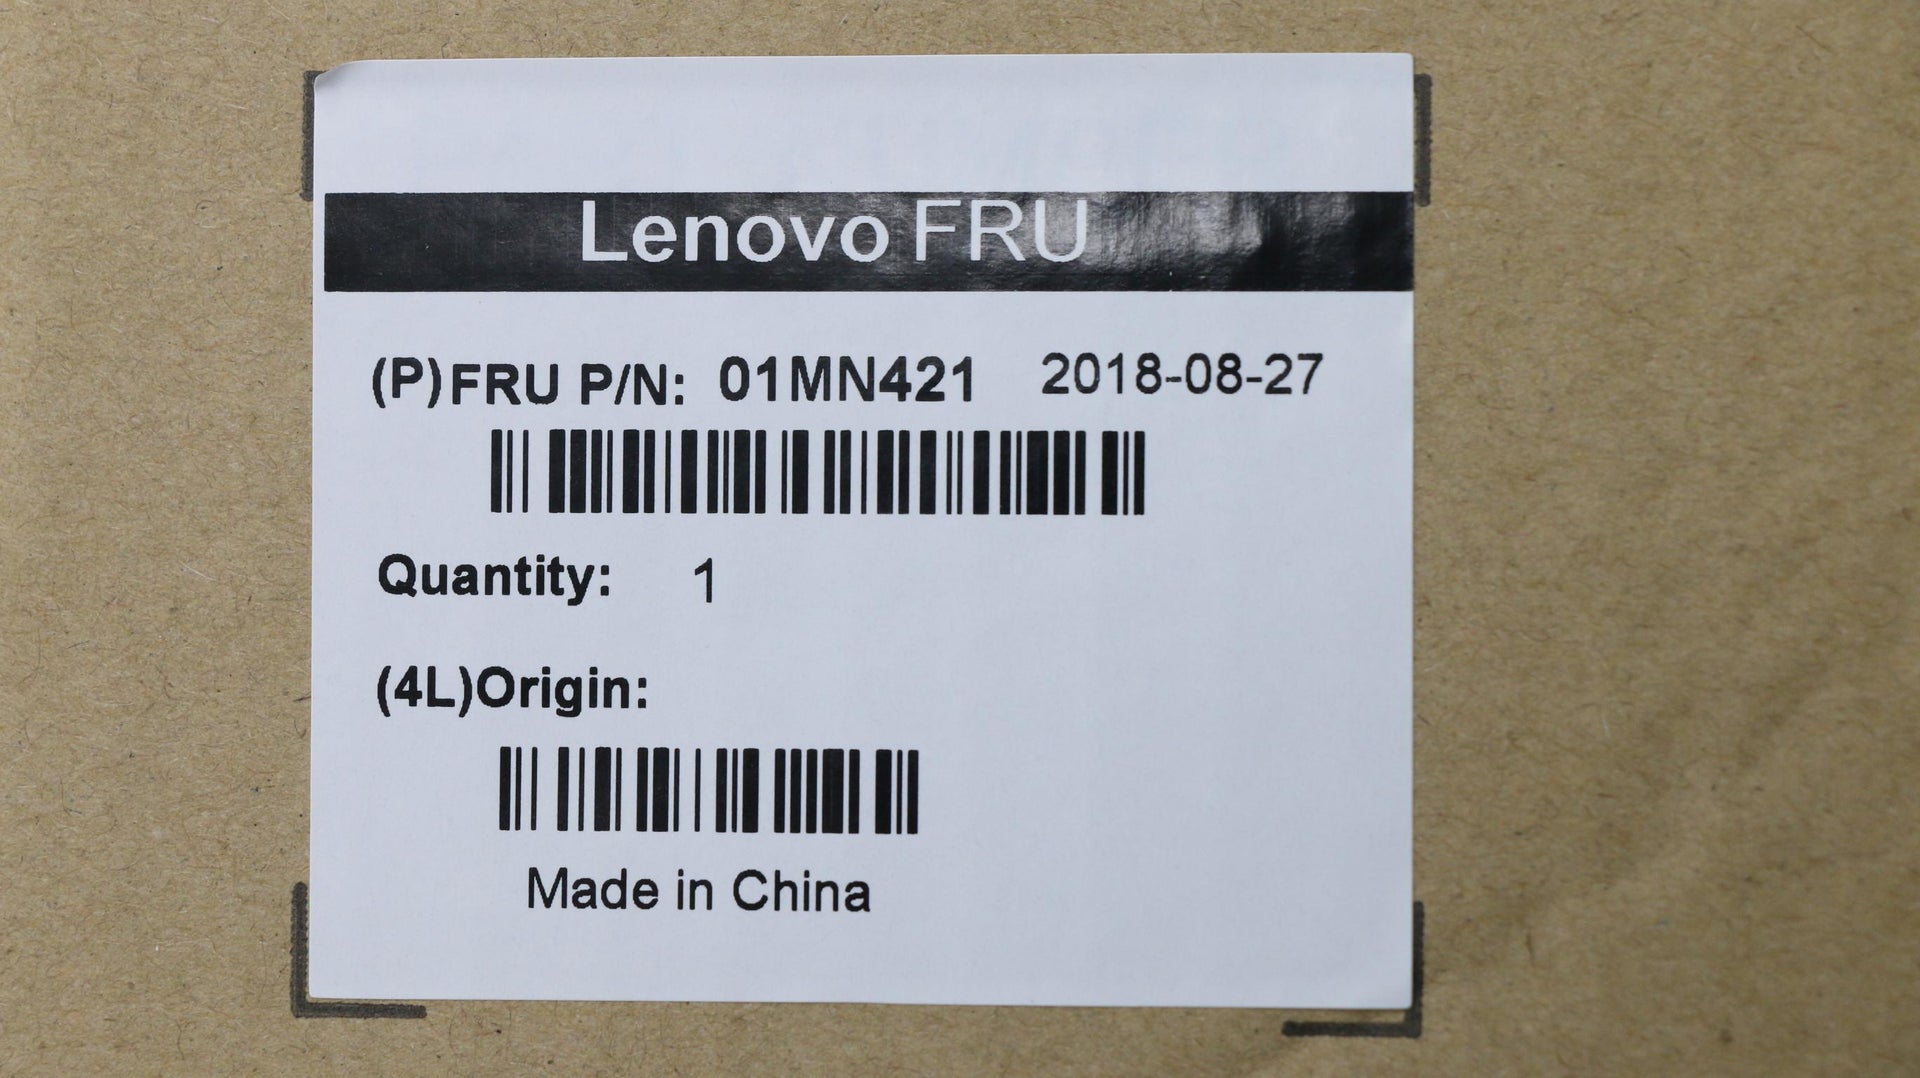 Lenovo FRU
(P)FRU P/N: 01MN421 2018-08-27
Quantity: 1
(4L)Origin:
Made in China